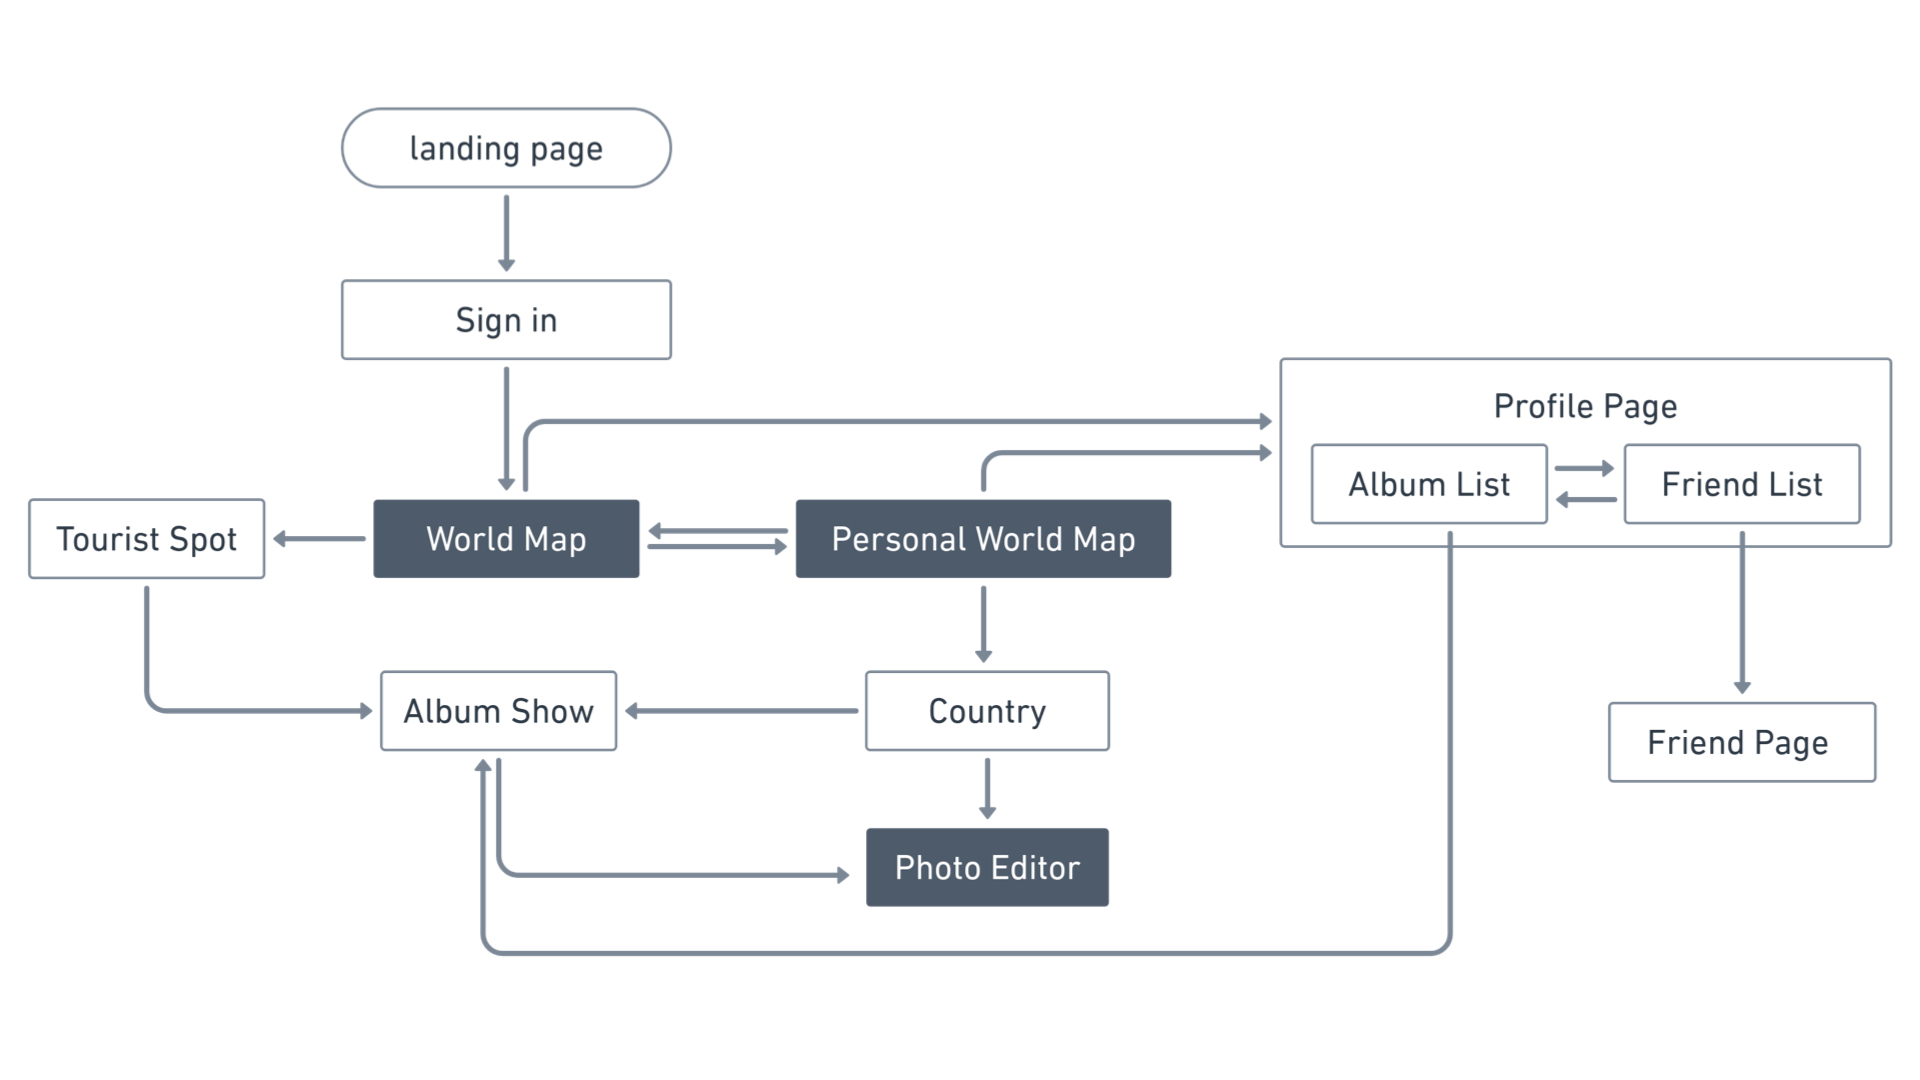 landing page
Sign in
Profile Page
Album List
Friend List
Tourist Spot
World Map
Personal World Map
Album Show
Country
Friend Page
Photo Editor